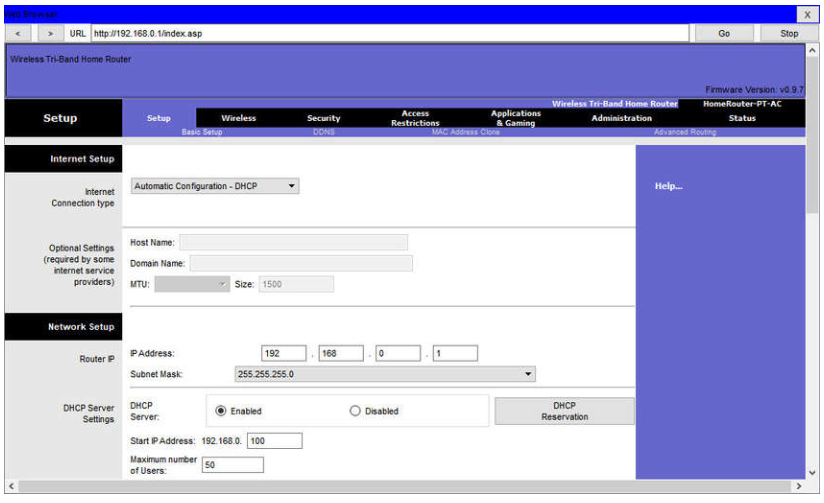 Web Browser
X
< > URL http://192.168.0.1/index.asp Go Stop
Wireless Tri-Band Home Router
Firmware Version: v0.9.7
Wireless Tri-Band Home Router HomeRouter-PT-AC
Setup
Setup Wireless Security Access Restrictions Applications & Gaming Administration Status
Basic Setup DDNS MAC Address Clone Advanced Routing
Internet Setup
Internet
Connection type
Automatic Configuration - DHCP
Help...
Optional Settings
(required by some
internet service
providers)
Host Name:
Domain Name:
MTU: Size: 1500
Network Setup
Router IP
IP Address: 192 . 168 . 0 . 1
Subnet Mask: 255.255.255.0
DHCP Server
Settings
DHCP
Server:
Enabled Disabled
DHCP
Reservation
Start IP Address: 192.168.0. 100
Maximum number
of Users:
50